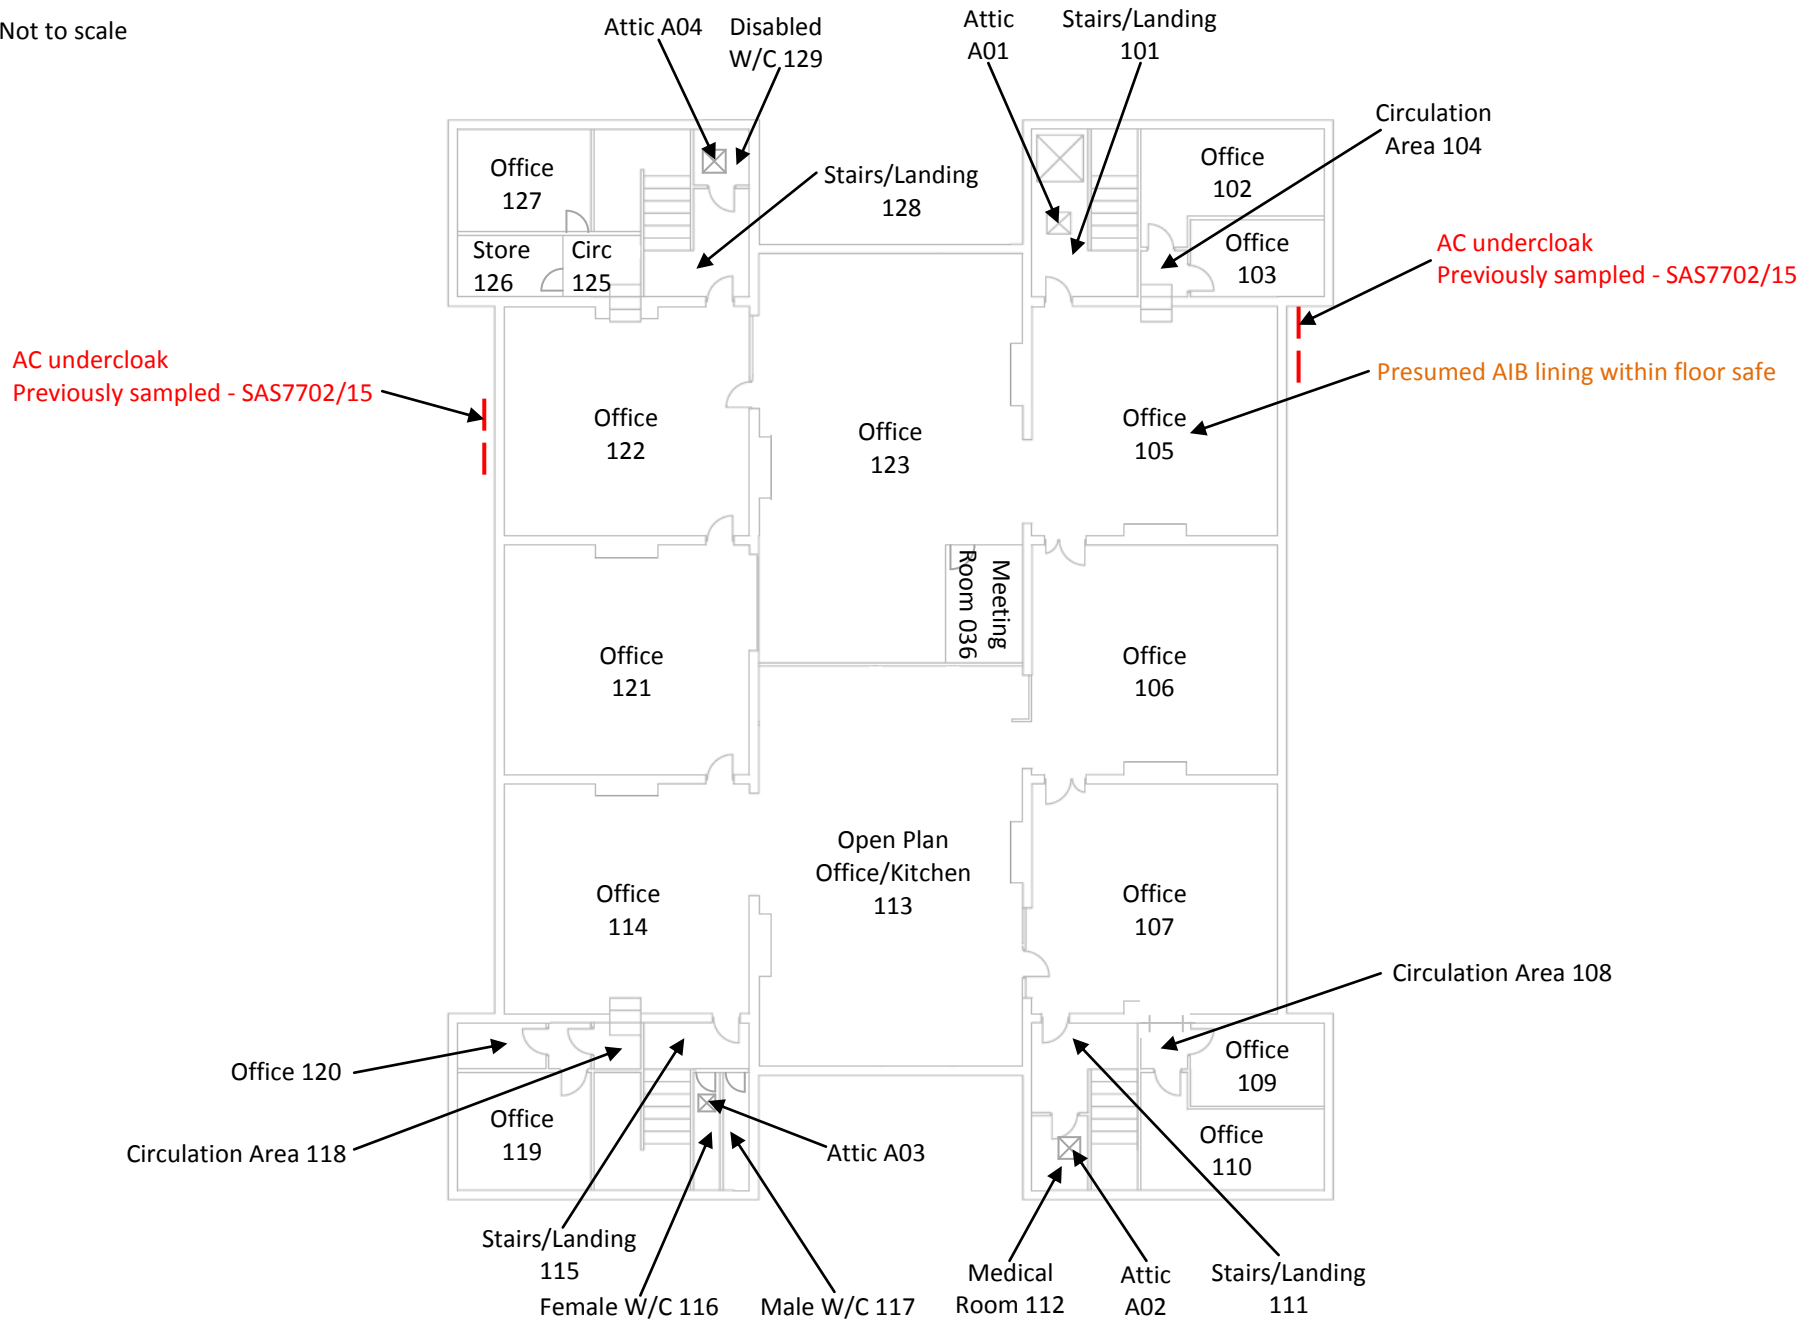 Not to scale
Attic A04
Disabled
W/C 129
Attic
A01
Stairs/Landing
101
Circulation
Area 104
Office
127
Stairs/Landing
128
Office
102
Store
126
Circ
125
Office
103
AC undercloak
Previously sampled - SAS7702/15
AC undercloak
Previously sampled - SAS7702/15
Presumed AIB lining within floor safe
Office
122
Office
123
Office
105
Meeting
Room 036
Office
121
Office
106
Open Plan
Office/Kitchen
113
Office
114
Office
107
Circulation Area 108
Office 120
Office
109
Office
119
Circulation Area 118
Attic A03
Office
110
Stairs/Landing
115
Female W/C 116
Male W/C 117
Medical
Room 112
Attic
A02
Stairs/Landing
111